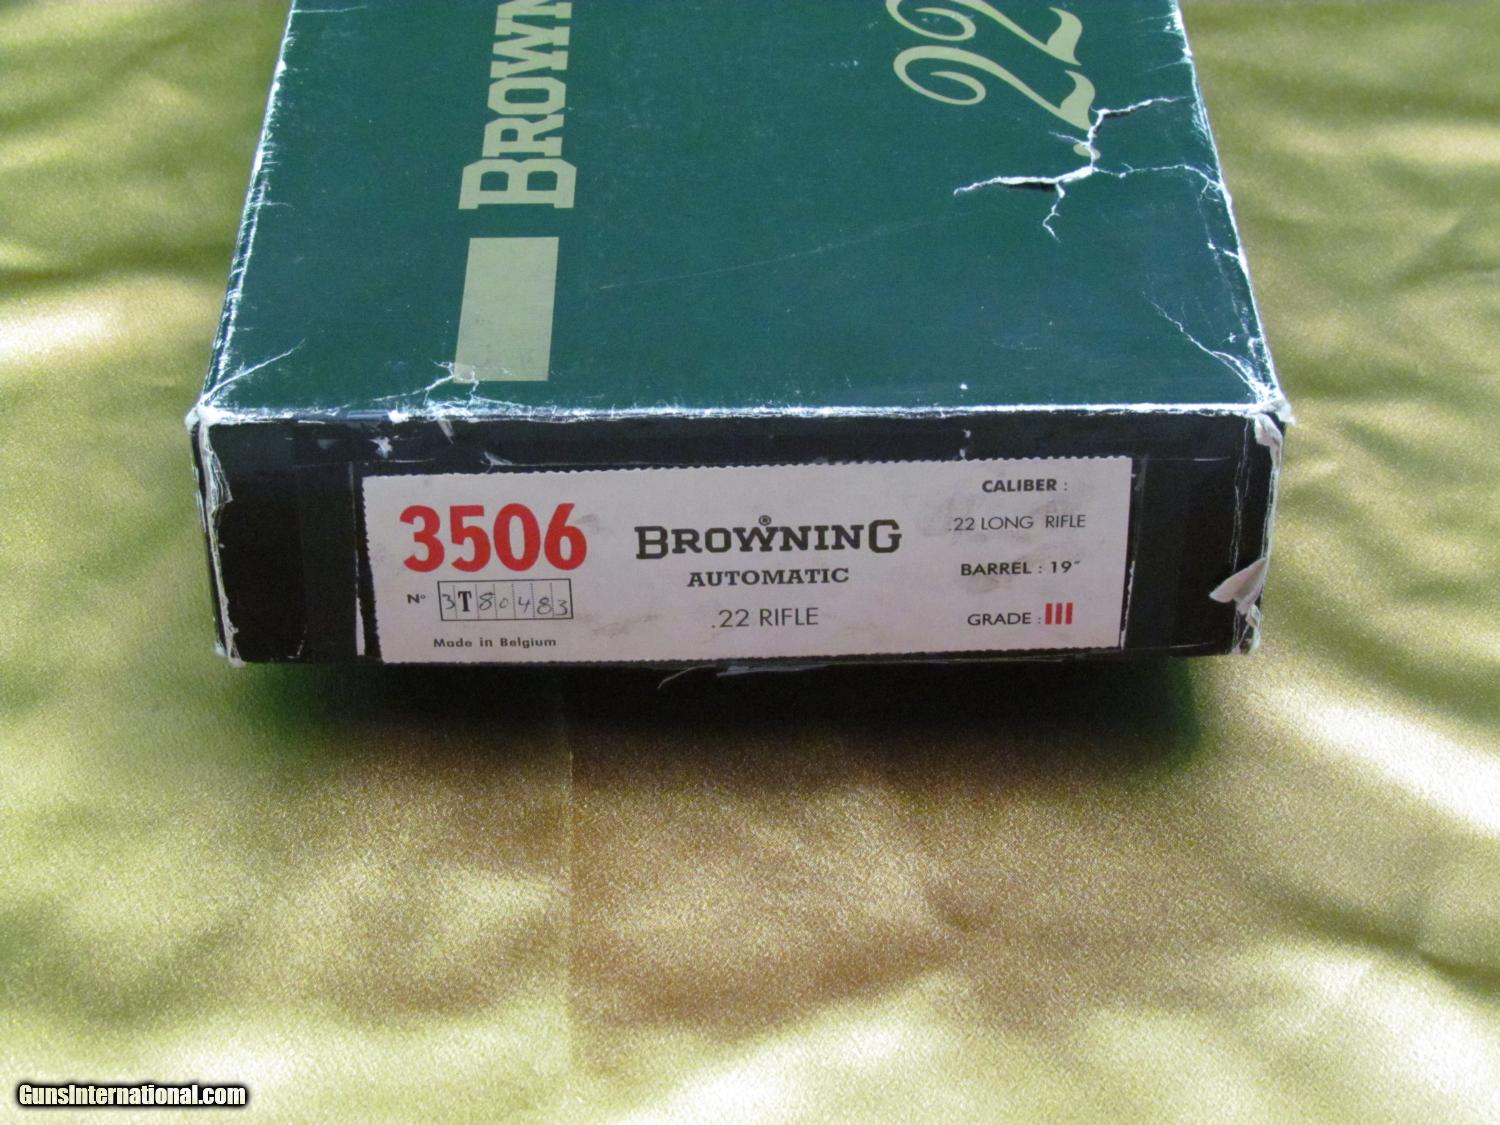 BROWN
.22
3506
N° 3T80483
Made in Belgium
BROWNING®
AUTOMATIC
.22 RIFLE
CALIBER :
.22 LONG RIFLE
BARREL : 19"
GRADE : III
GunsInternational.com